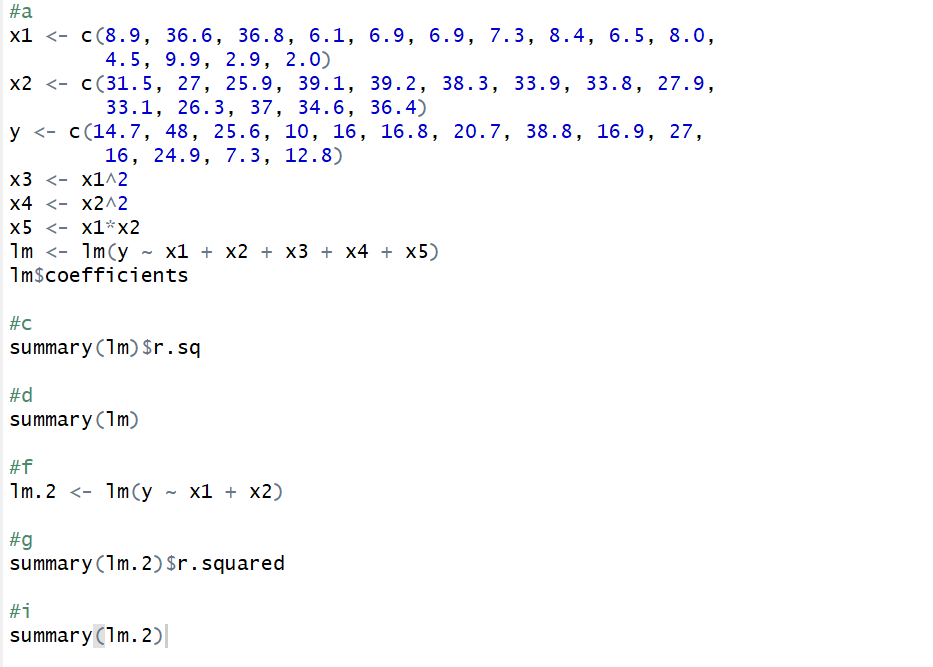 #a
x1 <- c(8.9, 36.6, 36.8, 6.1, 6.9, 6.9, 7.3, 8.4, 6.5, 8.0,
        4.5, 9.9, 2.9, 2.0)
x2 <- c(31.5, 27, 25.9, 39.1, 39.2, 38.3, 33.9, 33.8, 27.9,
        33.1, 26.3, 37, 34.6, 36.4)
y <- c(14.7, 48, 25.6, 10, 16, 16.8, 20.7, 38.8, 16.9, 27,
        16, 24.9, 7.3, 12.8)
x3 <- x1^2
x4 <- x2^2
x5 <- x1*x2
lm <- lm(y ~ x1 + x2 + x3 + x4 + x5)
lm$coefficients
#c
summary(lm)$r.sq
#d
summary(lm)
#f
lm.2 <- lm(y ~ x1 + x2)
#g
summary(lm.2)$r.squared
#i
summary(lm.2)